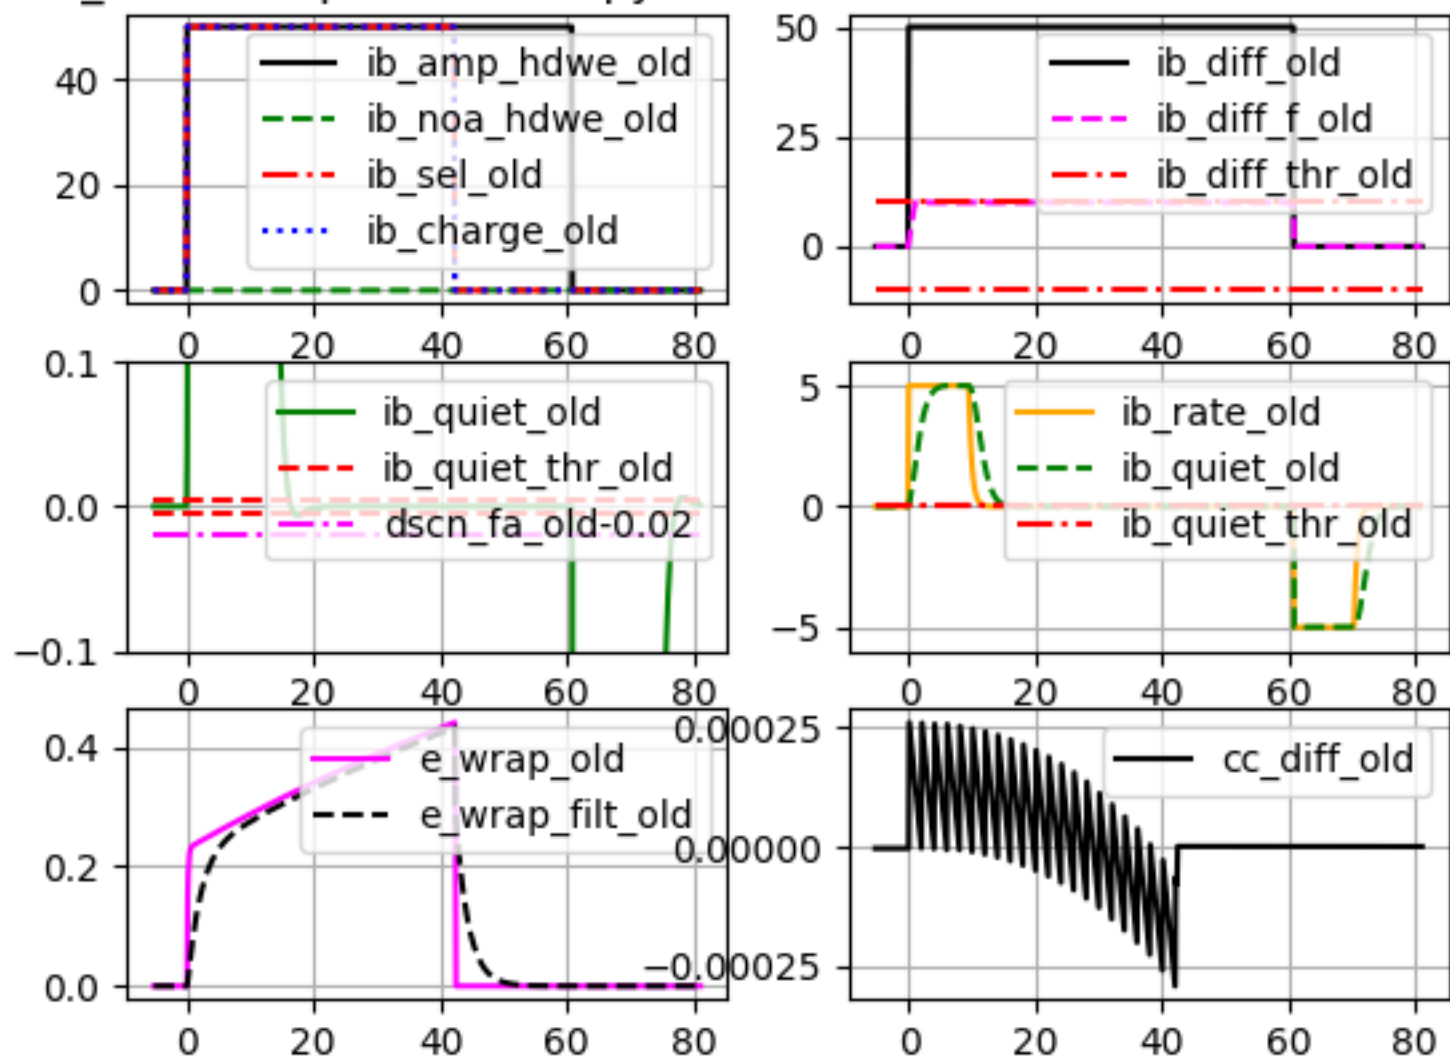 ib_amp_hdwe_old
ib_noa_hdwe_old
ib_sel_old
ib_charge_old
40
20
0
0 20 40 60 80
ib_diff_old
ib_diff_f_old
ib_diff_thr_old
50
25
0
0 20 40 60 80
ib_quiet_old
ib_quiet_thr_old
dscn_fa_old-0.02
0.1
0.0
−0.1
0 20 40 60 80
ib_rate_old
ib_quiet_old
ib_quiet_thr_old
5
0
−5
0 20 40 60 80
e_wrap_old
e_wrap_filt_old
0.4
0.2
0.0
0 20 40 60 80
cc_diff_old
0.00025
0.00000
−0.00025
0 20 40 60 80